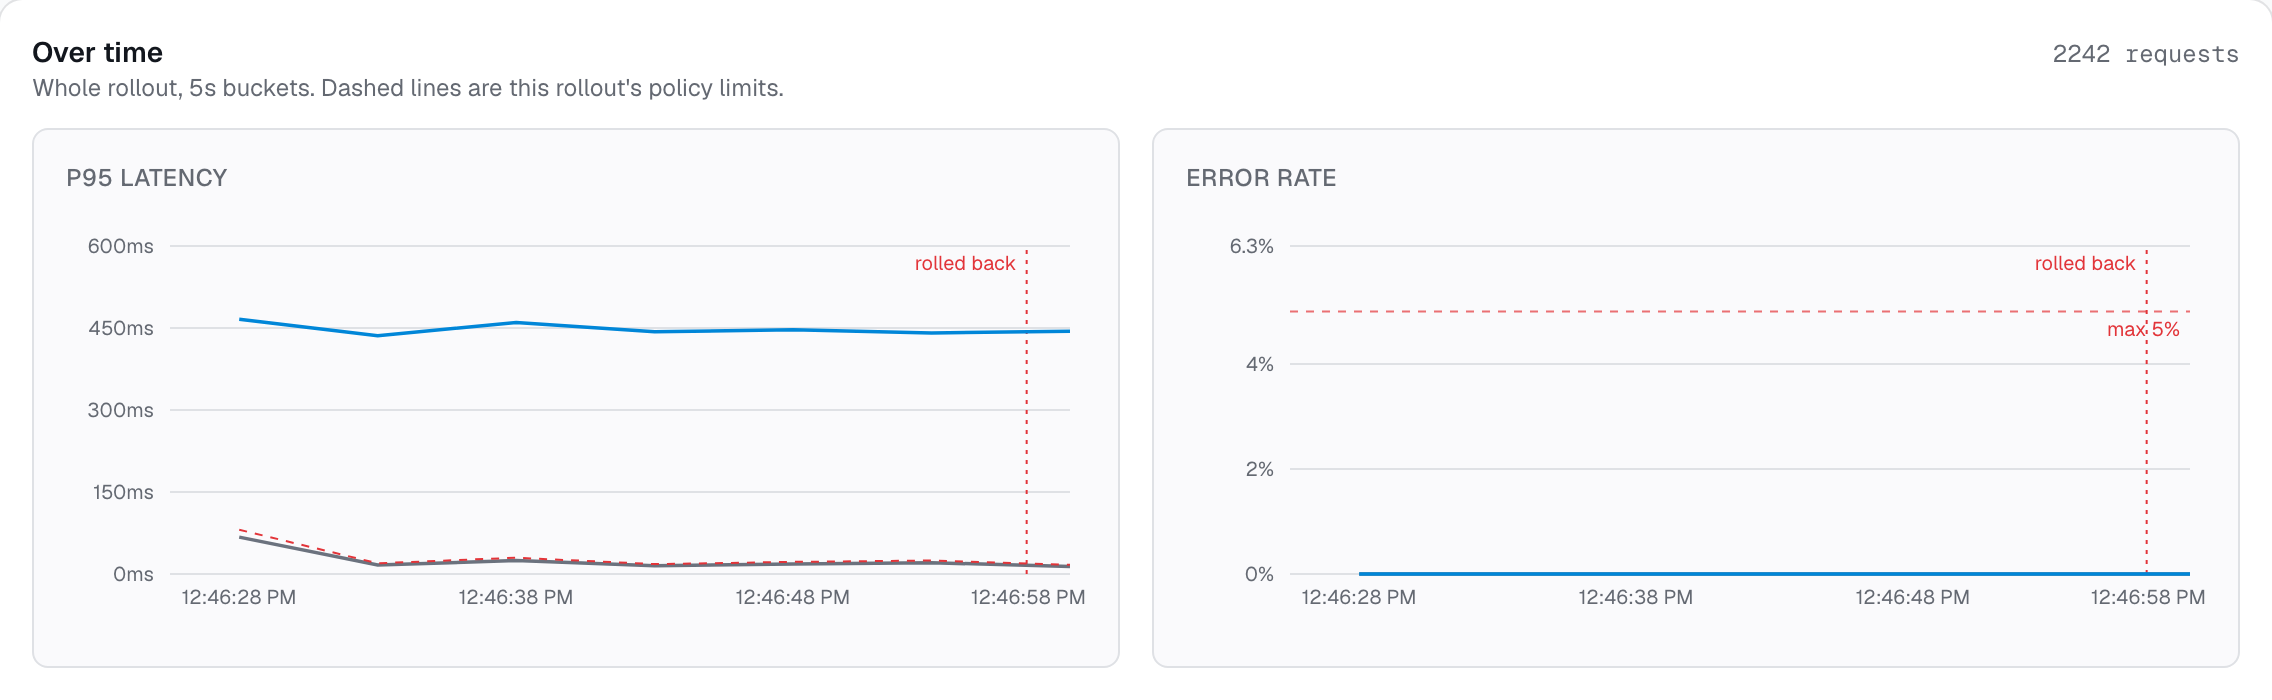 Over time
2242 requests
Whole rollout, 5s buckets. Dashed lines are this rollout's policy limits.
P95 LATENCY
600ms
rolled back
450ms
300ms
150ms
0ms
12:46:28 PM
12:46:38 PM
12:46:48 PM
12:46:58 PM
ERROR RATE
6.3%
rolled back
max 5%
4%
2%
0%
12:46:28 PM
12:46:38 PM
12:46:48 PM
12:46:58 PM